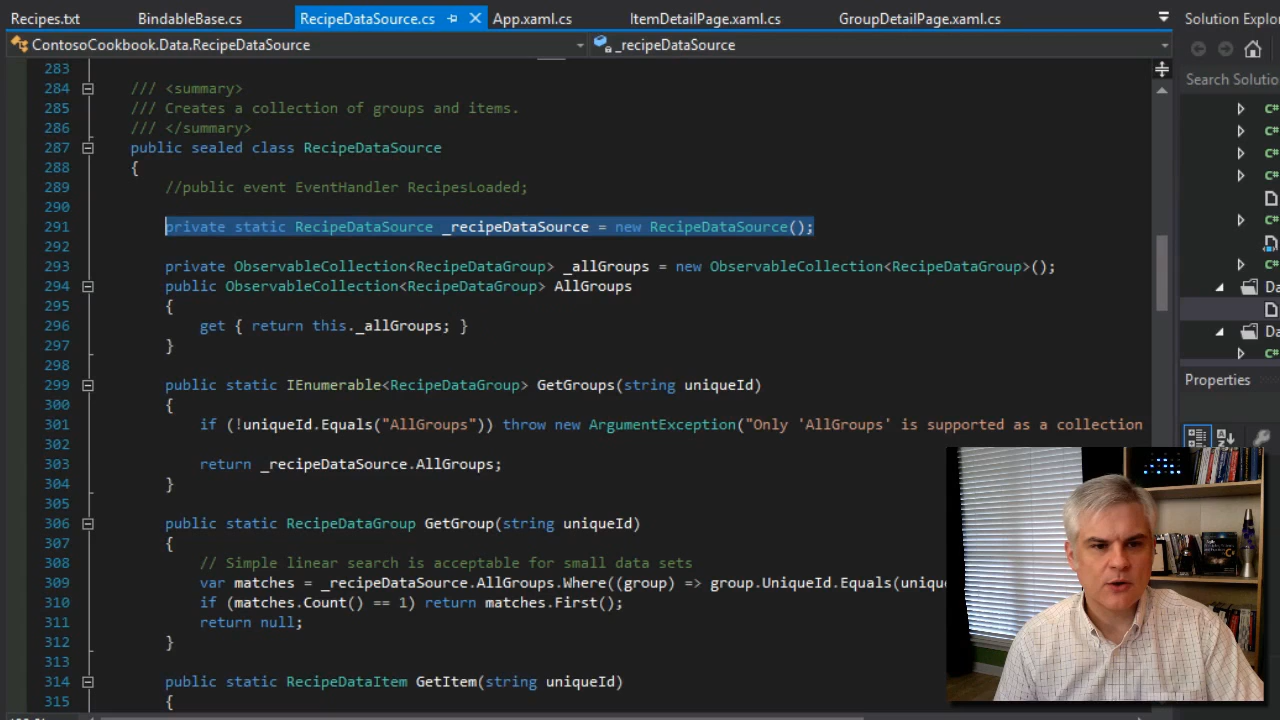 Recipes.txt BindableBase.cs RecipeDataSource.cs App.xaml.cs ItemDetailPage.xaml.cs GroupDetailPage.xaml.cs Solution Explo
ContosoCookbook.Data.RecipeDataSource _recipeDataSource
Search Solutio
283
284 /// <summary>
285 /// Creates a collection of groups and items.
286 /// </summary>
287 public sealed class RecipeDataSource
288 {
289 //public event EventHandler RecipesLoaded;
290
291 private static RecipeDataSource _recipeDataSource = new RecipeDataSource();
292
293 private ObservableCollection<RecipeDataGroup> _allGroups = new ObservableCollection<RecipeDataGroup>();
294 public ObservableCollection<RecipeDataGroup> AllGroups
295 {
296 get { return this._allGroups; }
297 }
298
299 public static IEnumerable<RecipeDataGroup> GetGroups(string uniqueId)
300 {
301 if (!uniqueId.Equals("AllGroups")) throw new ArgumentException("Only 'AllGroups' is supported as a collection
302
303 return _recipeDataSource.AllGroups;
304 }
305
306 public static RecipeDataGroup GetGroup(string uniqueId)
307 {
308 // Simple linear search is acceptable for small data sets
309 var matches = _recipeDataSource.AllGroups.Where((group) => group.UniqueId.Equals(unique
310 if (matches.Count() == 1) return matches.First();
311 return null;
312 }
313
314 public static RecipeDataItem GetItem(string uniqueId)
315 {
C#
C#
C#
C#
C#
C#
Da
Da
C#
Properties